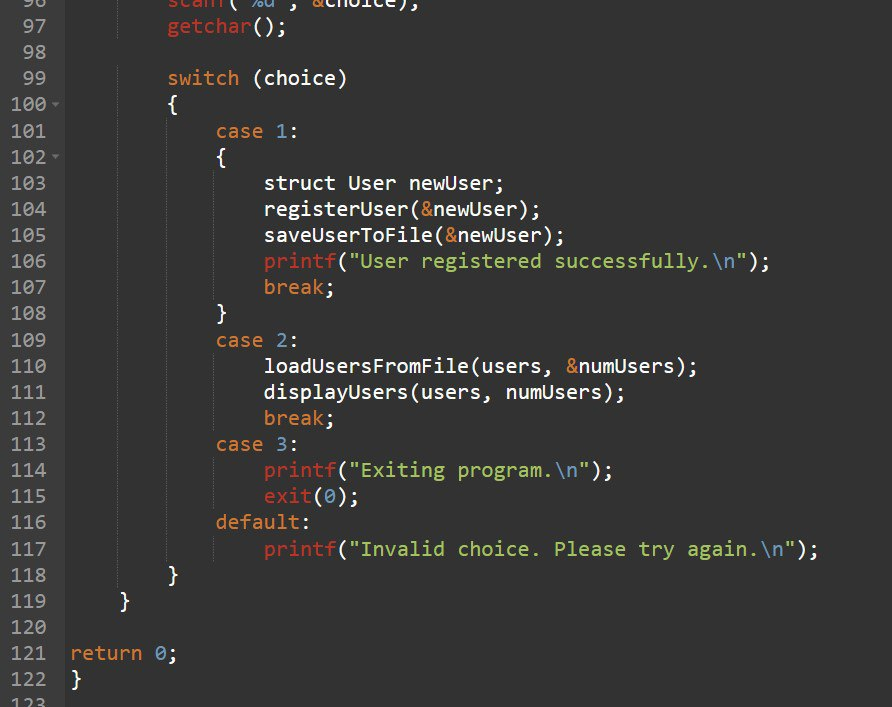 96 scanf("%d", &choice);
97 getchar();
98
99 switch (choice)
100 {
101 case 1:
102 {
103 struct User newUser;
104 registerUser(&newUser);
105 saveUserToFile(&newUser);
106 printf("User registered successfully.\n");
107 break;
108 }
109 case 2:
110 loadUsersFromFile(users, &numUsers);
111 displayUsers(users, numUsers);
112 break;
113 case 3:
114 printf("Exiting program.\n");
115 exit(0);
116 default:
117 printf("Invalid choice. Please try again.\n");
118 }
119 }
120
121 return 0;
122 }
123